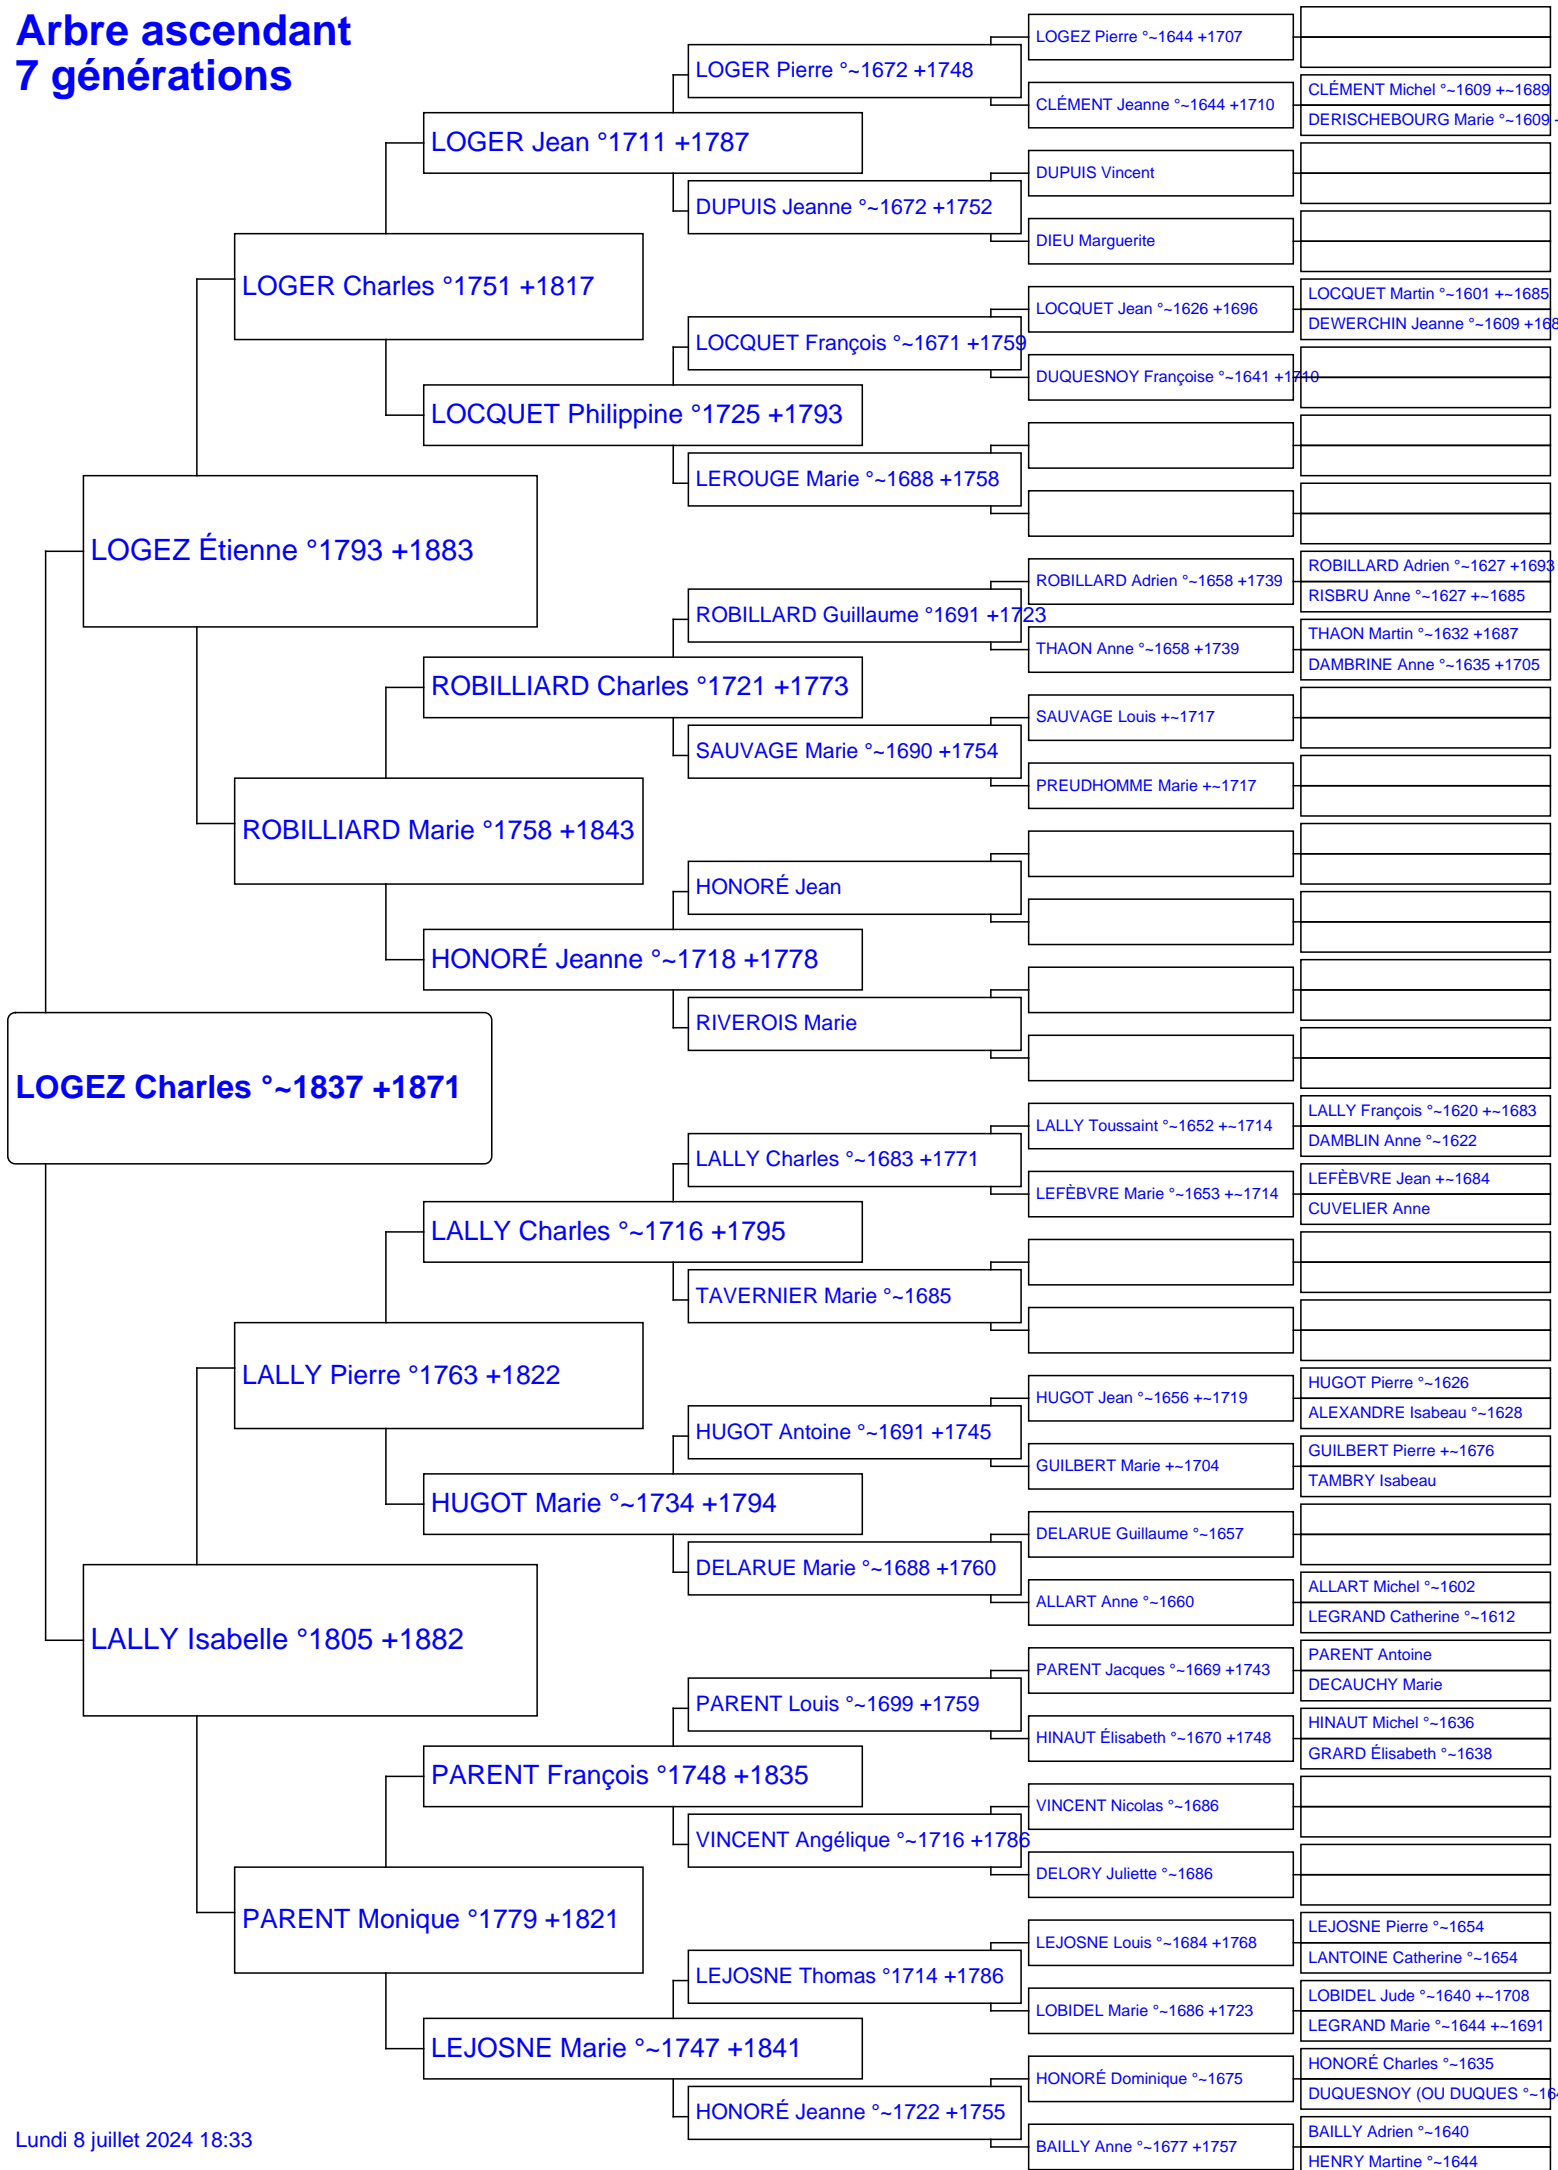 Arbre ascendant
7 générations
LOGEZ Charles °~1837 +1871
LOGEZ Étienne °1793 +1883
LALLY Isabelle °1805 +1882
LOGER Charles °1751 +1817
ROBILLIARD Marie °1758 +1843
LALLY Pierre °1763 +1822
PARENT Monique °1779 +1821
LOGER Jean °1711 +1787
LOCQUET Philippine °1725 +1793
ROBILLIARD Charles °1721 +1773
HONORÉ Jeanne °~1718 +1778
LALLY Charles °~1716 +1795
HUGOT Marie °~1734 +1794
PARENT François °1748 +1835
LEJOSNE Marie °~1747 +1841
LOGER Pierre °~1672 +1748
DUPUIS Jeanne °~1672 +1752
LOCQUET François °~1671 +1759
LEROUGE Marie °~1688 +1758
ROBILLARD Guillaume °1691 +1723
SAUVAGE Marie °~1690 +1754
HONORÉ Jean
RIVEROIS Marie
LALLY Charles °~1683 +1771
TAVERNIER Marie °~1685
HUGOT Antoine °~1691 +1745
DELARUE Marie °~1688 +1760
PARENT Louis °~1699 +1759
VINCENT Angélique °~1716 +1786
LEJOSNE Thomas °1714 +1786
HONORÉ Jeanne °~1722 +1755
LOGEZ Pierre °~1644 +1707
CLÉMENT Jeanne °~1644 +1710
DUPUIS Vincent
DIEU Marguerite
LOCQUET Jean °~1626 +1696
DUQUESNOY Françoise °~1641 +1710
ROBILLARD Adrien °~1658 +1739
THAON Anne °~1658 +1739
SAUVAGE Louis +~1717
PREUDHOMME Marie +~1717
LALLY Toussaint °~1652 +~1714
LEFÈBVRE Marie °~1653 +~1714
HUGOT Jean °~1656 +~1719
GUILBERT Marie +~1704
DELARUE Guillaume °~1657
ALLART Anne °~1660
PARENT Jacques °~1669 +1743
HINAUT Élisabeth °~1670 +1748
VINCENT Nicolas °~1686
DELORY Juliette °~1686
LEJOSNE Louis °~1684 +1768
LOBIDEL Marie °~1686 +1723
HONORÉ Dominique °~1675
BAILLY Anne °~1677 +1757
CLÉMENT Michel °~1609 +~1689
DERISCHEBOURG Marie °~1609
LOCQUET Martin °~1601 +~1685
DEWERCHIN Jeanne °~1609 +168
ROBILLARD Adrien °~1627 +1693
RISBRU Anne °~1627 +~1685
THAON Martin °~1632 +1687
DAMBRINE Anne °~1635 +1705
LALLY François °~1620 +~1683
DAMBLIN Anne °~1622
LEFÈBVRE Jean +~1684
CUVELIER Anne
HUGOT Pierre °~1626
ALEXANDRE Isabeau °~1628
GUILBERT Pierre +~1676
TAMBRY Isabeau
ALLART Michel °~1602
LEGRAND Catherine °~1612
PARENT Antoine
DECAUCHY Marie
HINAUT Michel °~1636
GRARD Élisabeth °~1638
LEJOSNE Pierre °~1654
LANTOINE Catherine °~1654
LOBIDEL Jude °~1640 +~1708
LEGRAND Marie °~1644 +~1691
HONORÉ Charles °~1635
DUQUESNOY (OU DUQUES
BAILLY Adrien °~1640
HENRY Martine °~1644
Lundi 8 juillet 2024 18:33